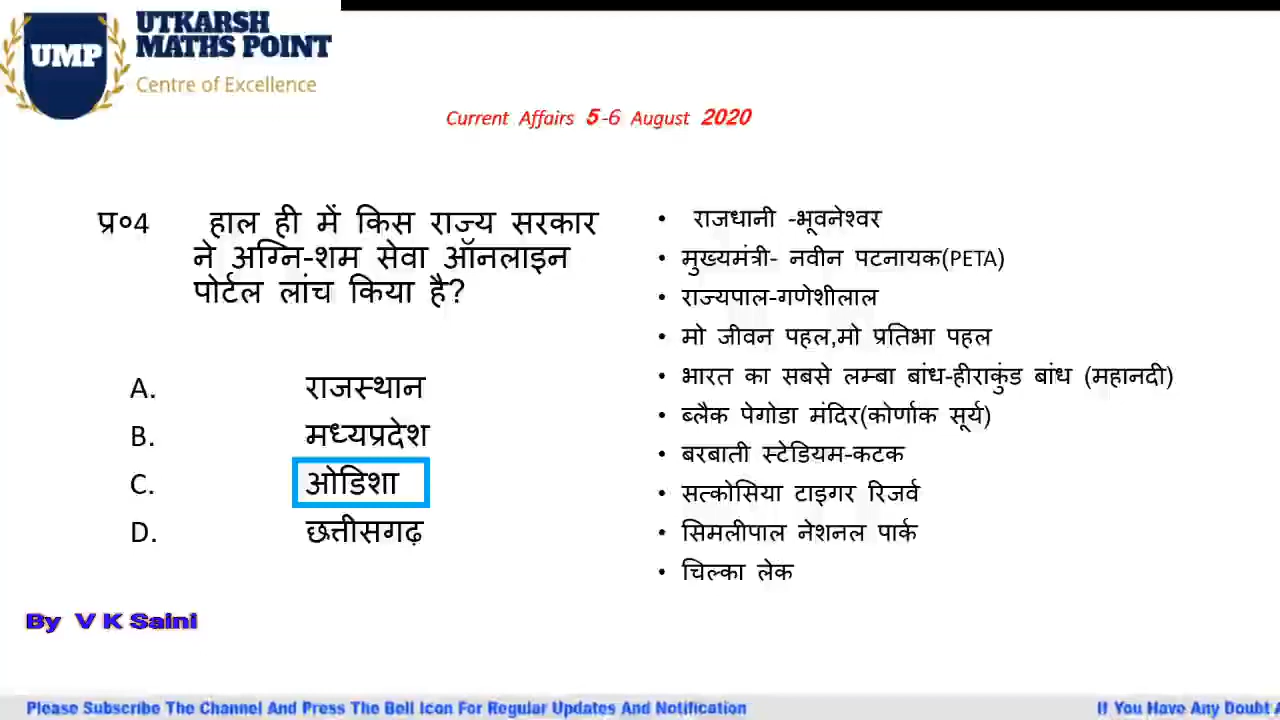 UTKARSH
MATHS POINT
UMP
Centre of Excellence
Current Affairs 5-6 August 2020
प्र०4 हाल ही में किस राज्य सरकार
ने अग्नि-शम सेवा ऑनलाइन
पोर्टल लांच किया है?
A. राजस्थान
B. मध्यप्रदेश
C. ओडिशा
D. छत्तीसगढ़
• राजधानी -भूवनेश्वर
• मुख्यमंत्री- नवीन पटनायक(PETA)
• राज्यपाल-गणेशीलाल
• मो जीवन पहल,मो प्रतिभा पहल
• भारत का सबसे लम्बा बांध-हीराकुंड बांध (महानदी)
• ब्लैक पेगोडा मंदिर(कोर्णाक सूर्य)
• बरबाती स्टेडियम-कटक
• सत्कोसिया टाइगर रिजर्व
• सिमलीपाल नेशनल पार्क
• चिल्का लेक
By V K Saini
Please Subscribe The Channel And Press The Bell Icon For Regular Updates And Notification
If You Have Any Doubt